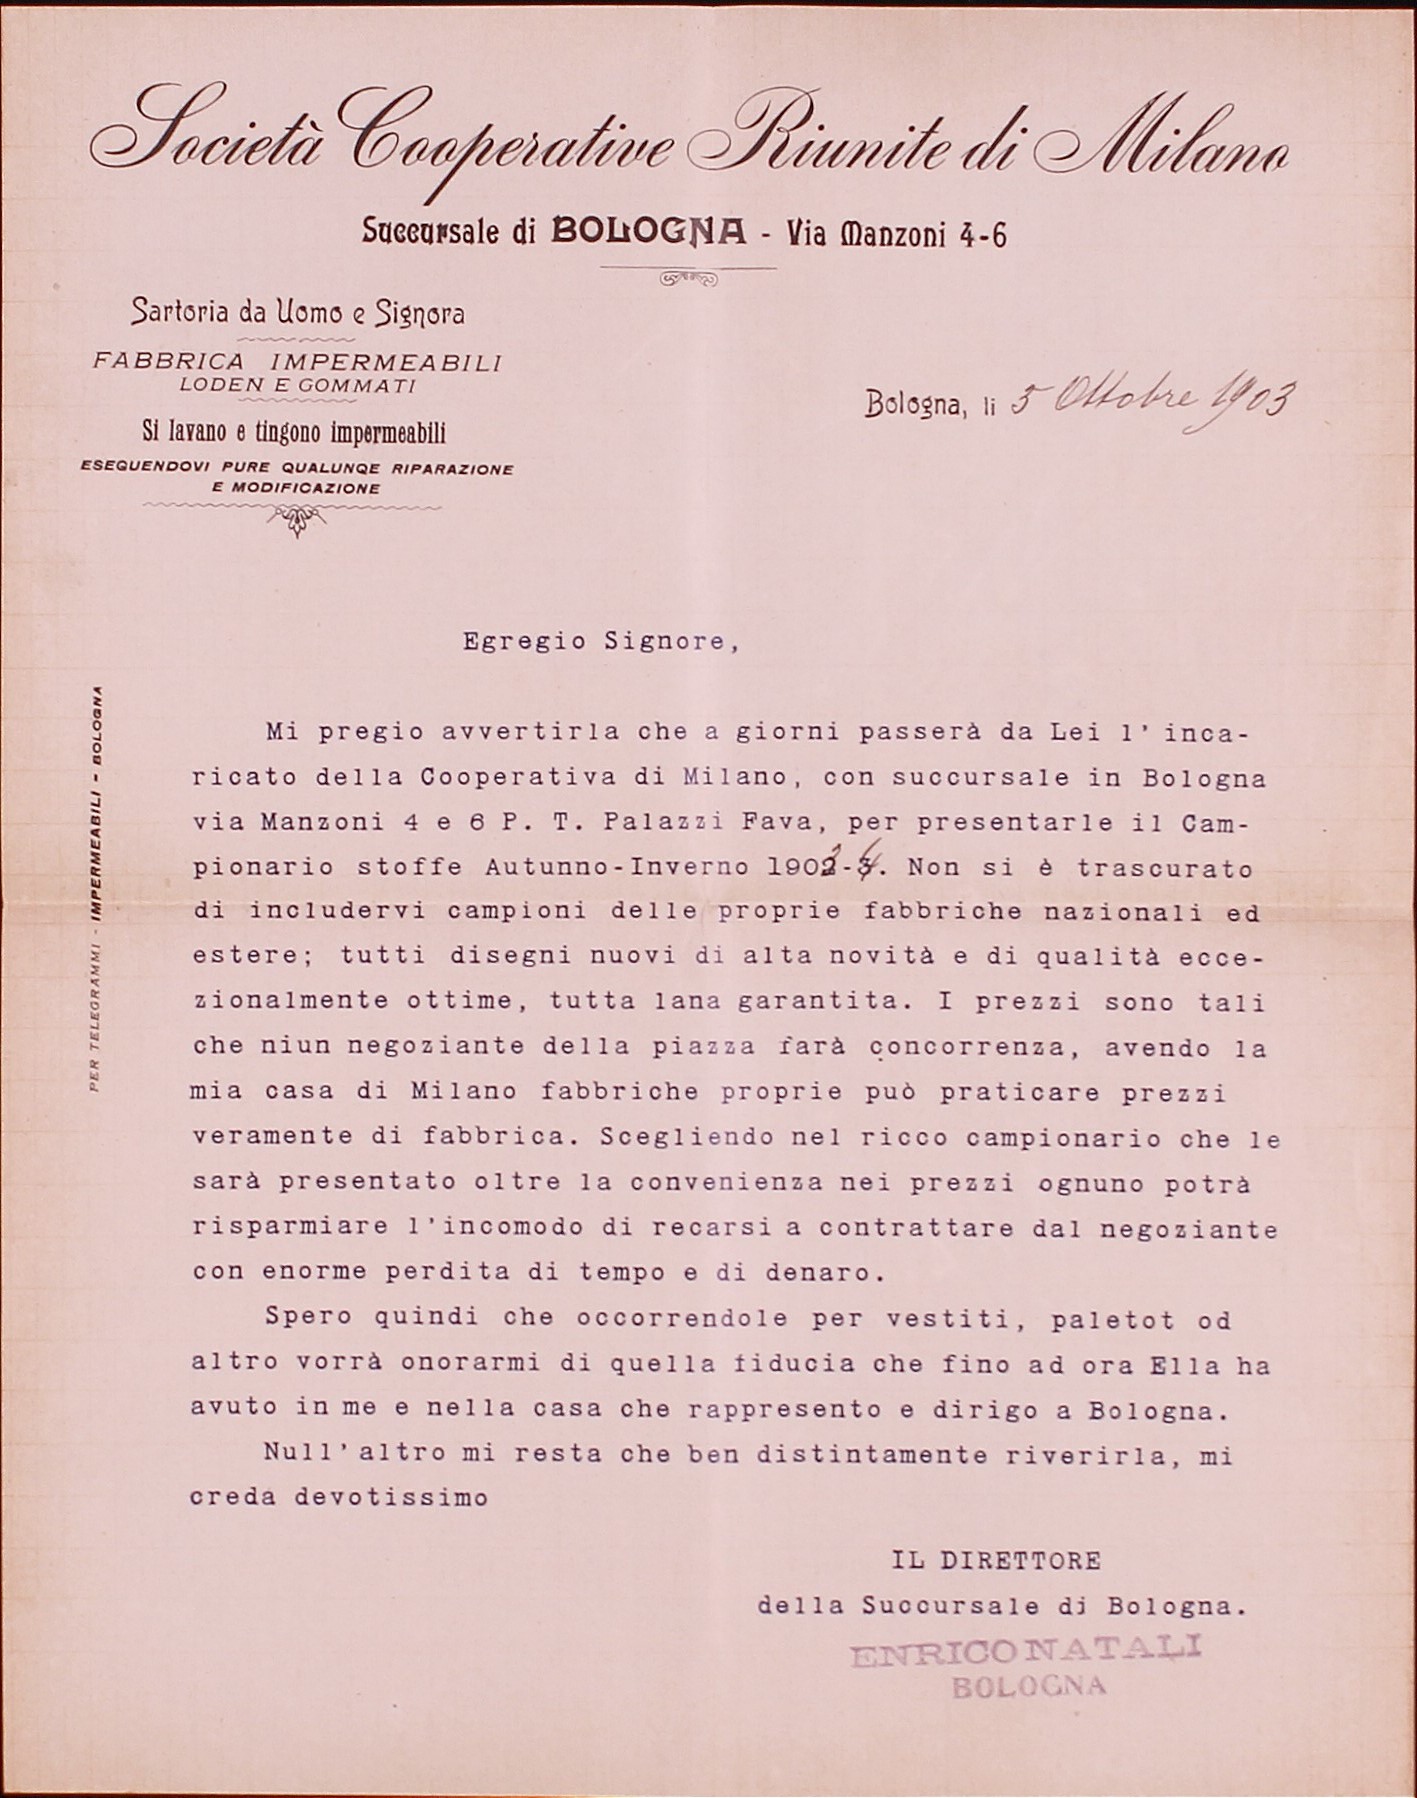 Società Cooperative Riunite di Milano
Succursale di BOLOGNA - Via Manzoni 4-6
Sartoria da Uomo e Signora
FABBRICA IMPERMEABILI
LODEN E GOMMATI
Si lavano e tingono impermeabili
ESEGUENDOVI PURE QUALUNQE RIPARAZIONE
E MODIFICAZIONE
Bologna, li 5 Ottobre 1903
PER TELEGRAMMI - IMPERMEABILI - BOLOGNA
Egregio Signore,
Mi pregio avvertirla che a giorni passerà da Lei l'inca-
ricato della Cooperativa di Milano, con succursale in Bologna
via Manzoni 4 e 6 P. T. Palazzi Fava, per presentarle il Cam-
pionario stoffe Autunno-Inverno 1903-4. Non si è trascurato
di includervi campioni delle proprie fabbriche nazionali ed
estere; tutti disegni nuovi di alta novità e di qualità ecce-
zionalmente ottime, tutta lana garantita. I prezzi sono tali
che niun negoziante della piazza farà concorrenza, avendo la
mia casa di Milano fabbriche proprie può praticare prezzi
veramente di fabbrica. Scegliendo nel ricco campionario che le
sarà presentato oltre la convenienza nei prezzi ognuno potrà
risparmiare l'incomodo di recarsi a contrattare dal negoziante
con enorme perdita di tempo e di denaro.
Spero quindi che occorrendole per vestiti, paletot od
altro vorrà onorarmi di quella fiducia che fino ad ora Ella ha
avuto in me e nella casa che rappresento e dirigo a Bologna.
Null'altro mi resta che ben distintamente riverirla, mi
creda devotissimo
IL DIRETTORE
della Succursale di Bologna.
ENRICO NATALI
BOLOGNA